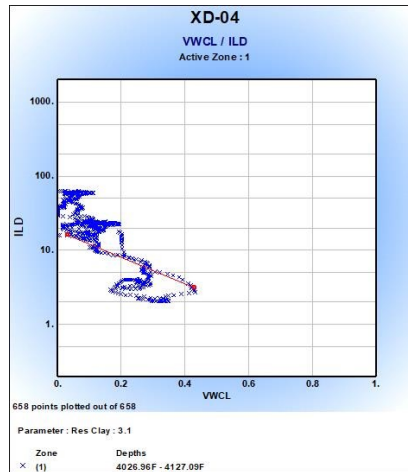 XD-04
VWCL / ILD
Active Zone : 1
1000.
100.
10.
1.
ILD
0. 0.2 0.4 0.6 0.8 1.
VWCL
658 points plotted out of 658
Parameter : Res Clay : 3.1
Zone Depths
× (1) 4026.96F - 4127.09F